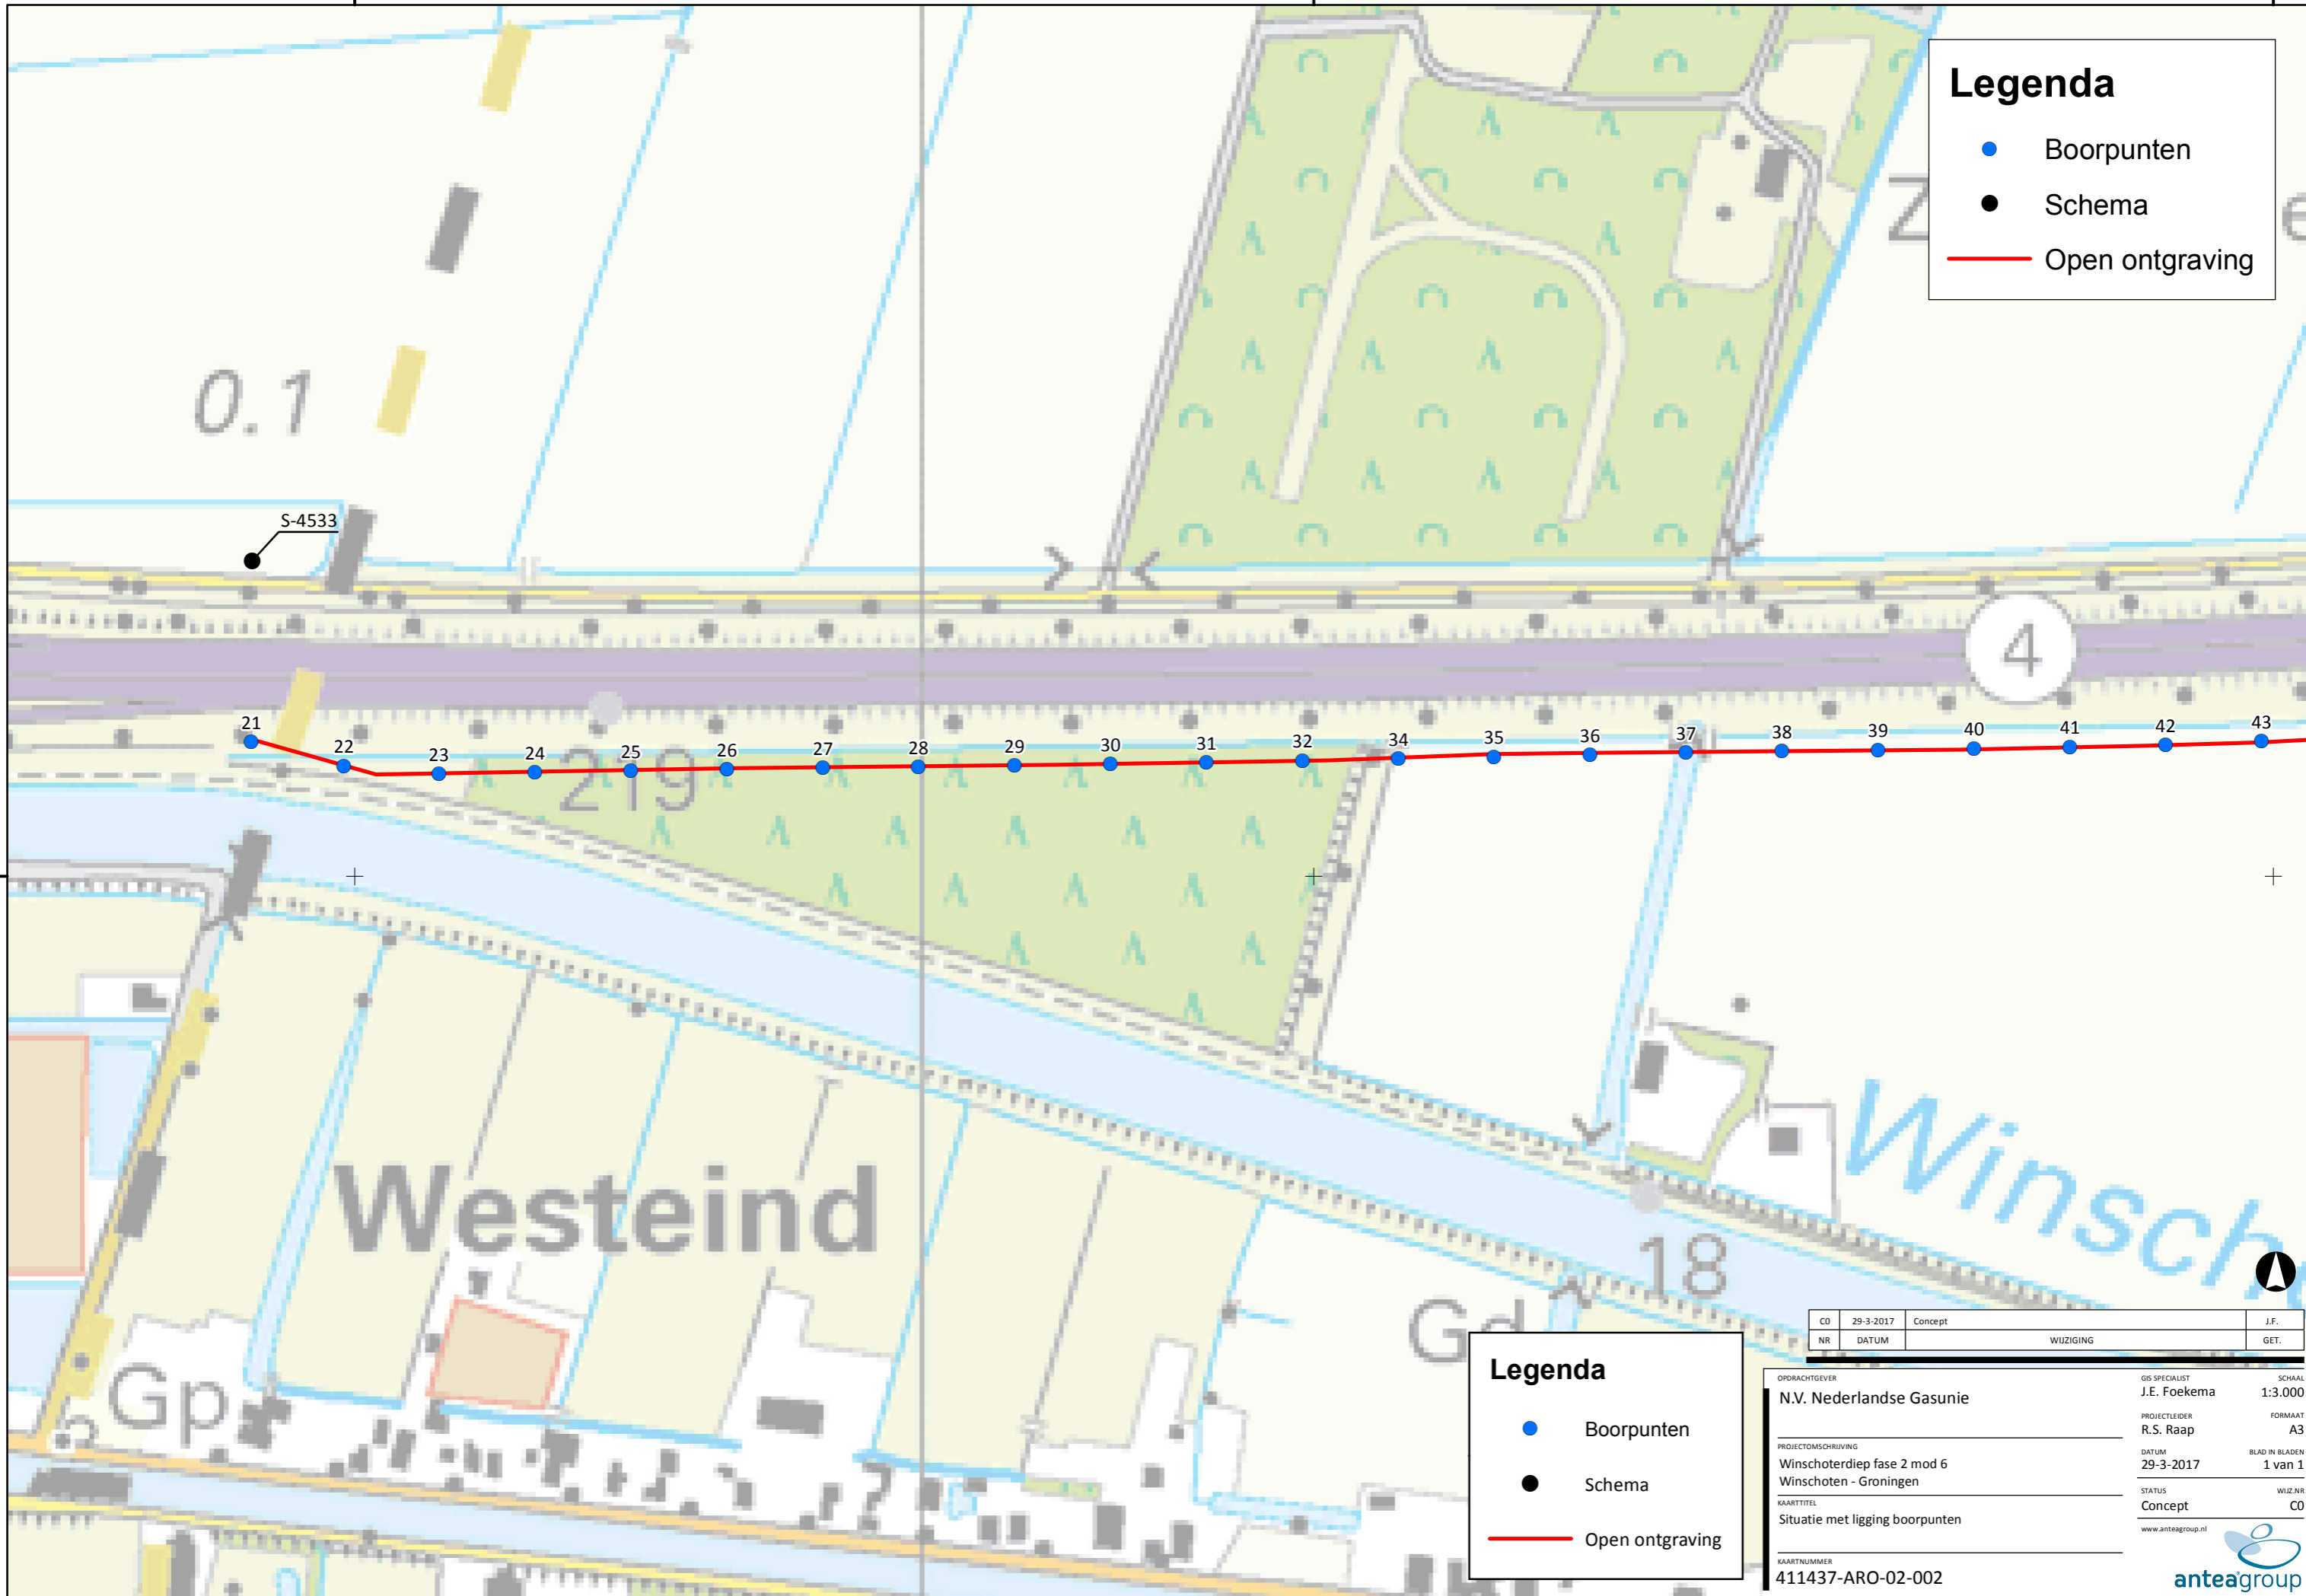 Legenda
Boorpunten
Schema
Open ontgraving
0.1
S-4533
4
21
22
23
24
25
26
27
28
29
30
31
32
34
35
36
37
38
39
40
41
42
43
219
Westeind
Winsch
18
Gd
Gp
Legenda
Boorpunten
Schema
Open ontgraving
C0 29-3-2017 Concept J.F.
NR DATUM WIJZIGING GET.
OPDRACHTGEVER
N.V. Nederlandse Gasunie
GIS SPECIALIST SCHAAL
J.E. Foekema 1:3.000
PROJECTLEIDER FORMAAT
R.S. Raap A3
PROJECTOMSCHRIJVING
Winschoterdiep fase 2 mod 6
Winschoten - Groningen
DATUM BLAD IN BLADEN
29-3-2017 1 van 1
STATUS WIJZ.NR
Concept C0
KAARTTITEL
Situatie met ligging boorpunten
www.anteagroup.nl
KAARTNUMMER
411437-ARO-02-002
anteagroup